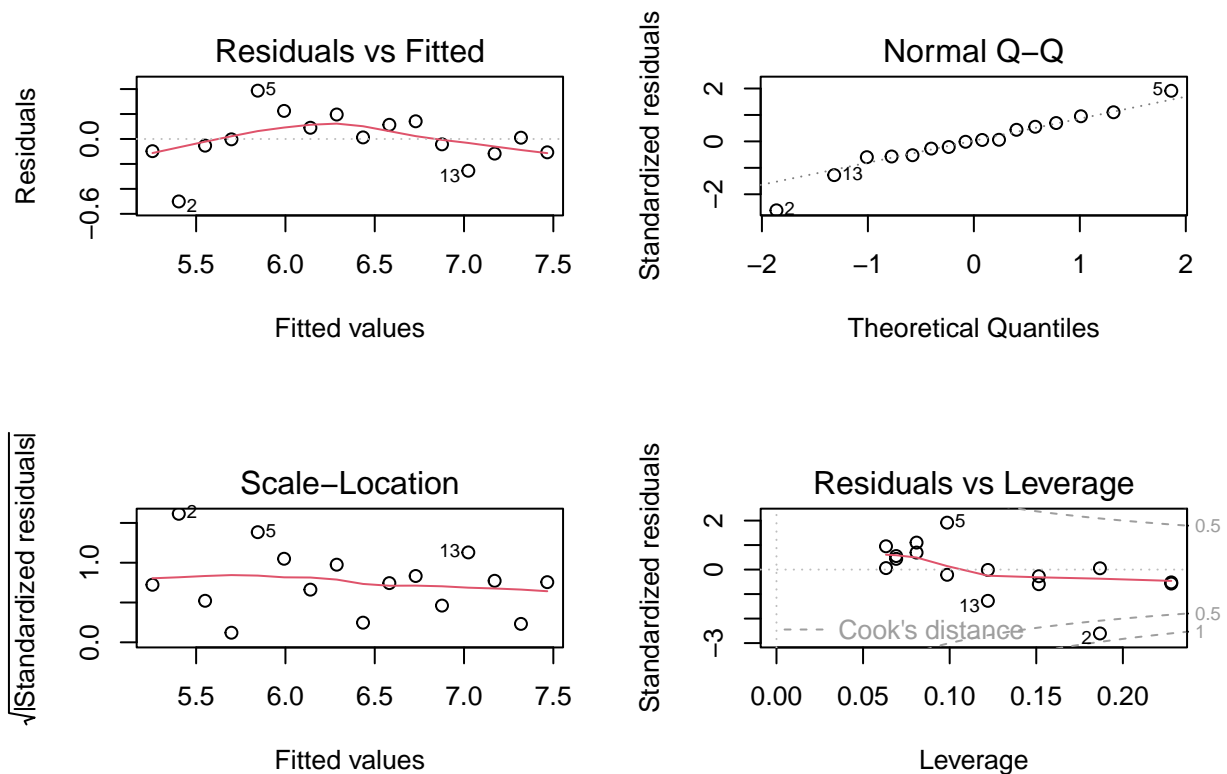 Residuals vs Fitted
Residuals
0.0
−0.6
5
13
2
5.5 6.0 6.5 7.0 7.5
Fitted values
Normal Q−Q
Standardized residuals
2
0
−2
5
13
2
−2 −1 0 1 2
Theoretical Quantiles
Scale−Location
√|Standardized residuals|
1.0
0.0
2
5
13
5.5 6.0 6.5 7.0 7.5
Fitted values
Residuals vs Leverage
Standardized residuals
2
0
−3
5
13
2
Cook's distance
0.5
0.5
1
0.00 0.05 0.10 0.15 0.20
Leverage